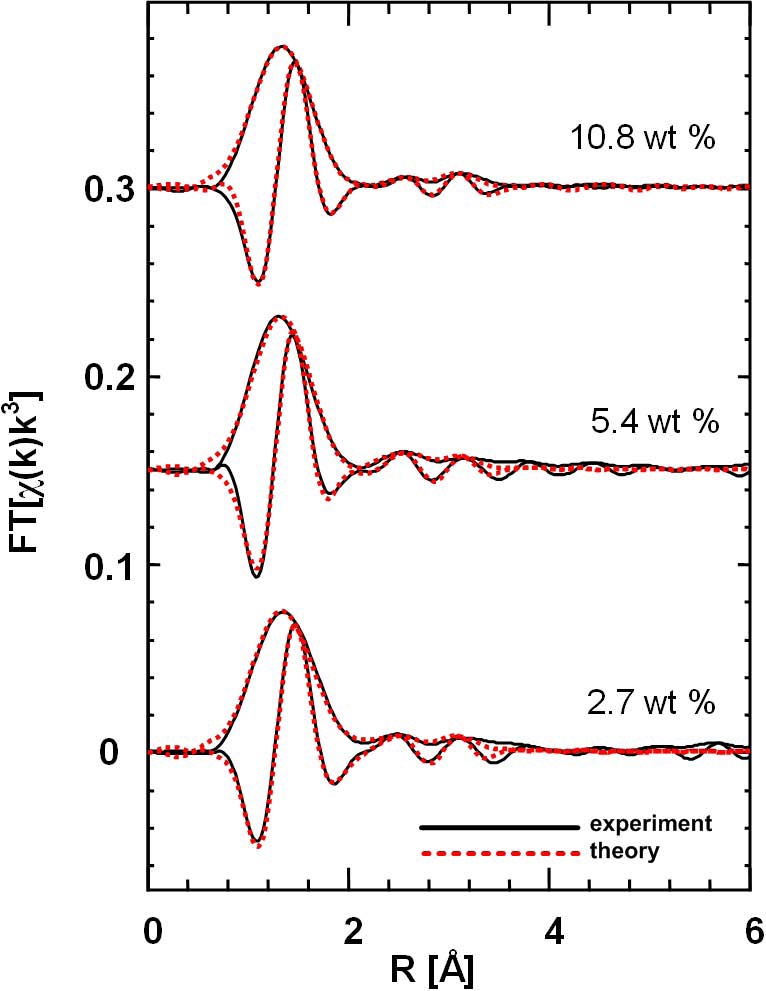 10.8 wt %
0.3
0.2
5.4 wt %
FT[χ(k)k³]
0.1
2.7 wt %
0
experiment
theory
0 2 4 6
R [Å]